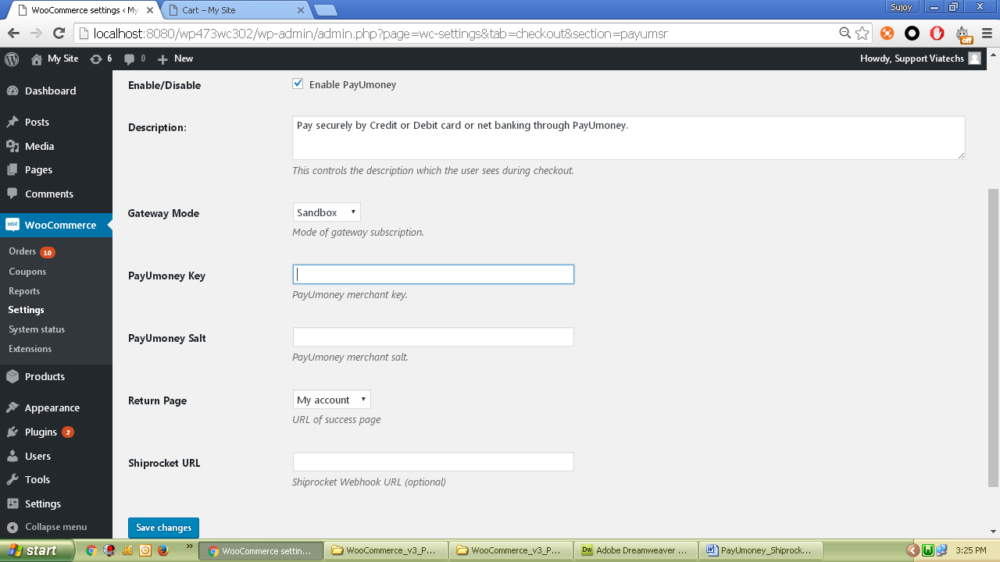 WooCommerce settings < My
Cart – My Site
Sujoy
localhost:8080/wp473wc302/wp-admin/admin.php?page=wc-settings&tab=checkout&section=payumsr
off
My Site
6
0
New
Howdy, Support Viatechs
Dashboard
Posts
Media
Pages
Comments
WooCommerce
Orders 10
Coupons
Reports
Settings
System status
Extensions
Products
Appearance
Plugins 2
Users
Tools
Settings
Collapse menu
Enable/Disable
Enable PayUmoney
Description:
Pay securely by Credit or Debit card or net banking through PayUmoney.
This controls the description which the user sees during checkout.
Gateway Mode
Sandbox
Mode of gateway subscription.
PayUmoney Key
PayUmoney merchant key.
PayUmoney Salt
PayUmoney merchant salt.
Return Page
My account
URL of success page
Shiprocket URL
Shiprocket Webhook URL (optional)
Save changes
start
WooCommerce settin...
WooCommerce_v3_P...
WooCommerce_v3_P...
Adobe Dreamweaver ...
PayUmoney_Shiprock...
3:25 PM